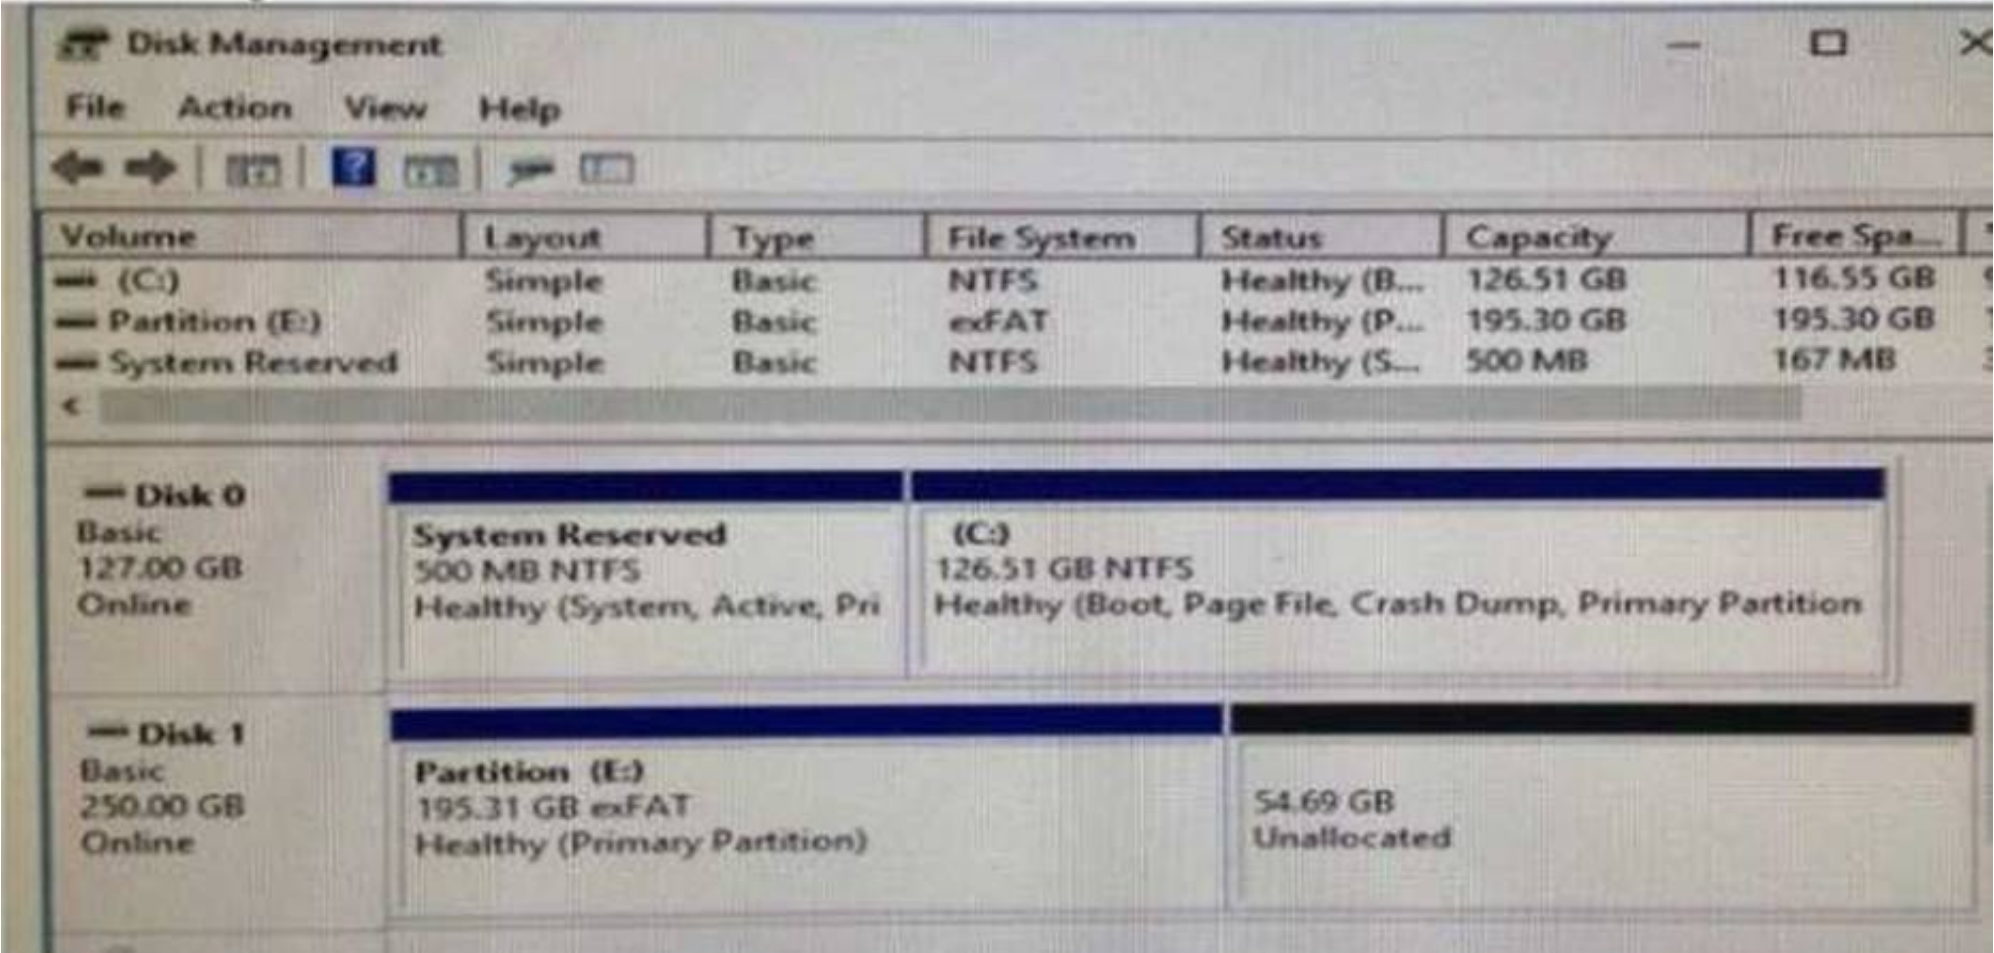 Disk Management
File Action View Help
Volume Layout Type File System Status Capacity Free Spa...
(C:) Simple Basic NTFS Healthy (B... 126.51 GB 116.55 GB
Partition (E:) Simple Basic exFAT Healthy (P... 195.30 GB 195.30 GB
System Reserved Simple Basic NTFS Healthy (S... 500 MB 167 MB
Disk 0
Basic
127.00 GB
Online
System Reserved
500 MB NTFS
Healthy (System, Active, Pri
(C:)
126.51 GB NTFS
Healthy (Boot, Page File, Crash Dump, Primary Partition
Disk 1
Basic
250.00 GB
Online
Partition (E:)
195.31 GB exFAT
Healthy (Primary Partition)
54.69 GB
Unallocated